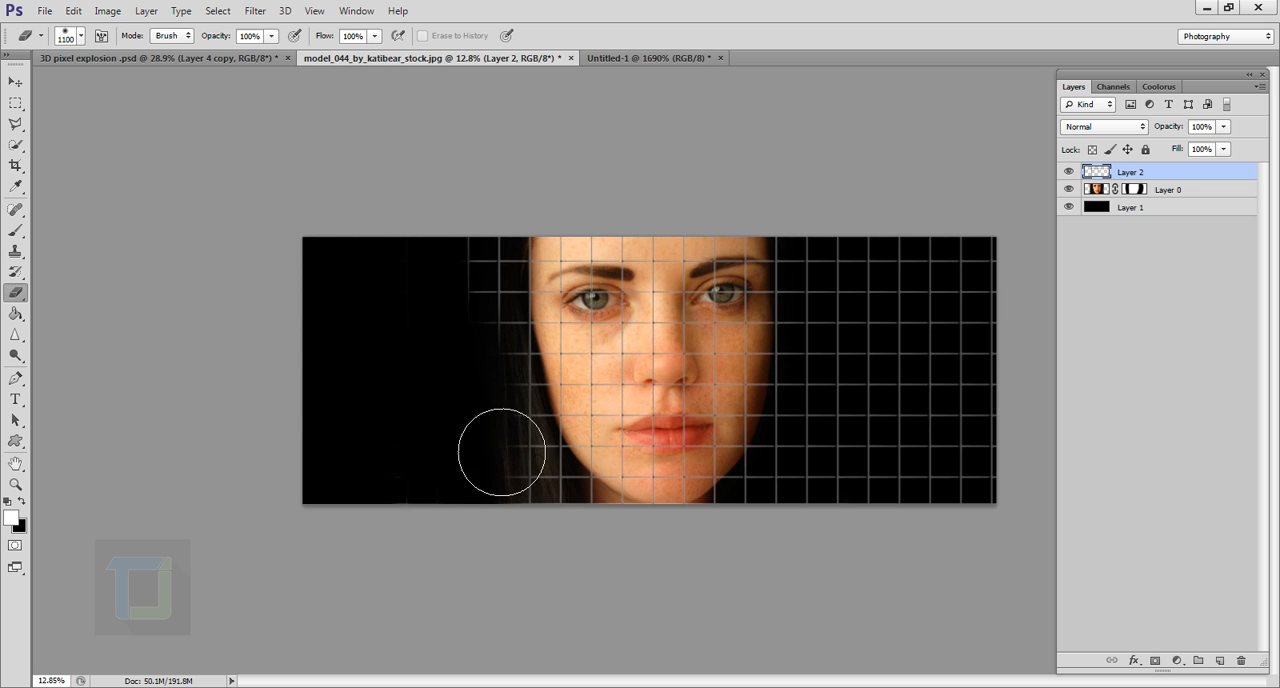 Ps File Edit Image Layer Type Select Filter 3D View Window Help
1100 Mode: Brush Opacity: 100% Flow: 100% Erase to History Photography
3D pixel explosion .psd @ 28.9% (Layer 4 copy, RGB/8*) * × model_044_by_katibear_stock.jpg @ 12.8% (Layer 2, RGB/8*) * × Untitled-1 @ 1690% (RGB/8) * ×
Layers Channels Coolorus
Kind
Normal Opacity: 100%
Lock: Fill: 100%
Layer 2
Layer 0
Layer 1
TJ
12.85% Doc: 50.1M/191.8M